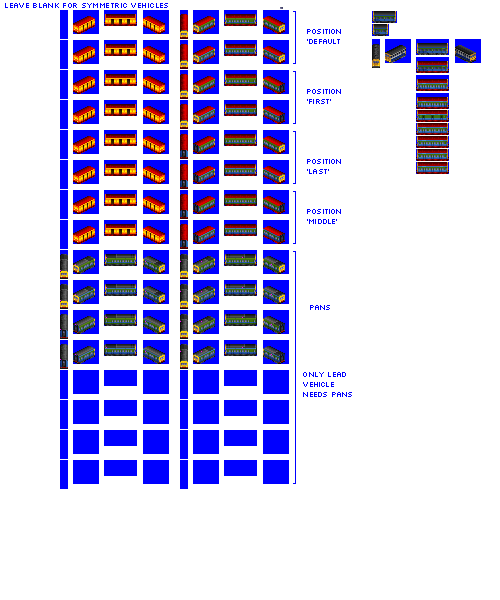 LEAVE BLANK FOR SYMMETRIC VEHICLES
POSITION
'DEFAULT
POSITION
'FIRST'
POSITION
'LAST'
POSITION
'MIDDLE'
PANS
ONLY LEAD
VEHICLE
NEEDS PANS